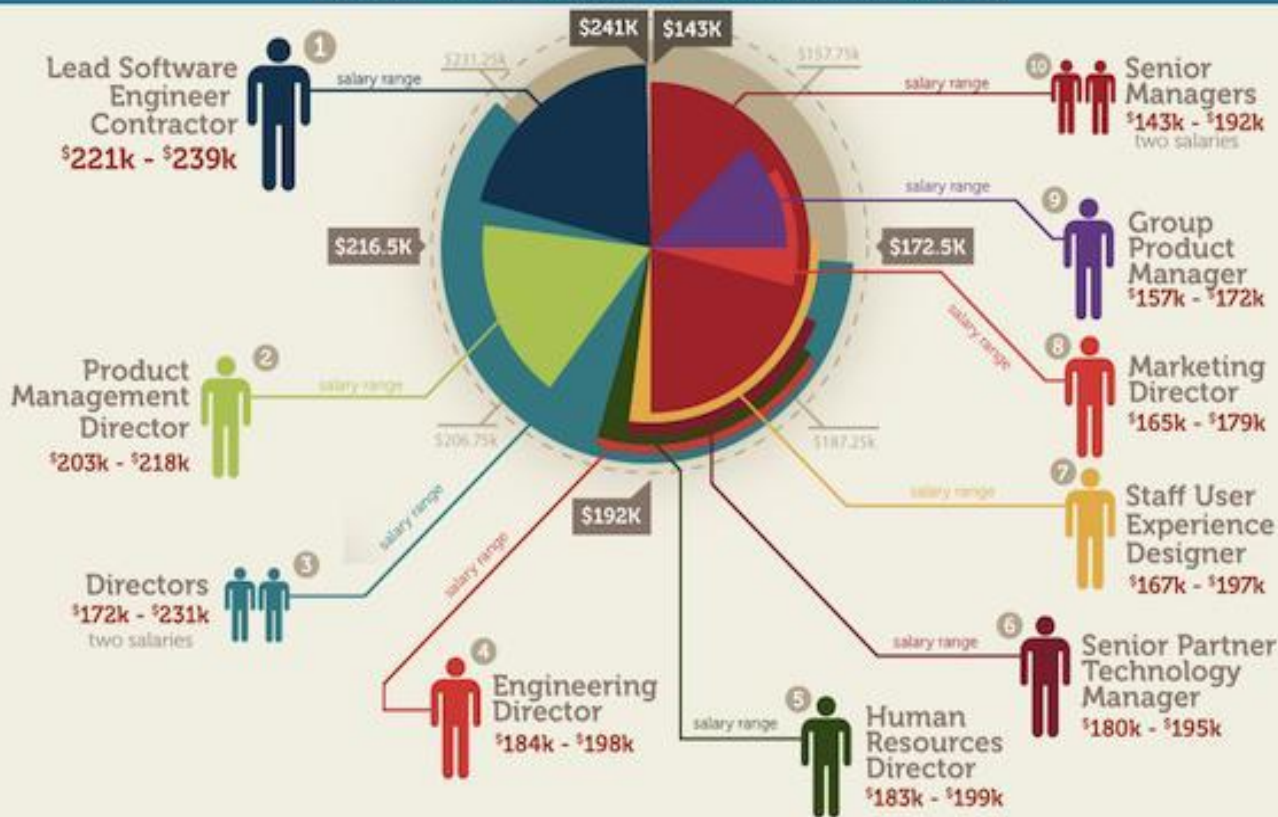 $241K
$143K
$231.25k
$157.75k
1
Lead Software
Engineer
Contractor
$221k - $239k
salary range
10
Senior
Managers
$143k - $192k
two salaries
salary range
9
Group
Product
Manager
$157k - $172k
salary range
$216.5K
$172.5K
8
Marketing
Director
$165k - $179k
salary range
2
Product
Management
Director
$203k - $218k
salary range
$206.75k
$187.25k
7
Staff User
Experience
Designer
$167k - $197k
salary range
$192K
3
Directors
$172k - $231k
two salaries
salary range
salary range
4
Engineering
Director
$184k - $198k
6
Senior Partner
Technology
Manager
$180k - $195k
salary range
5
Human
Resources
Director
$183k - $199k
salary range